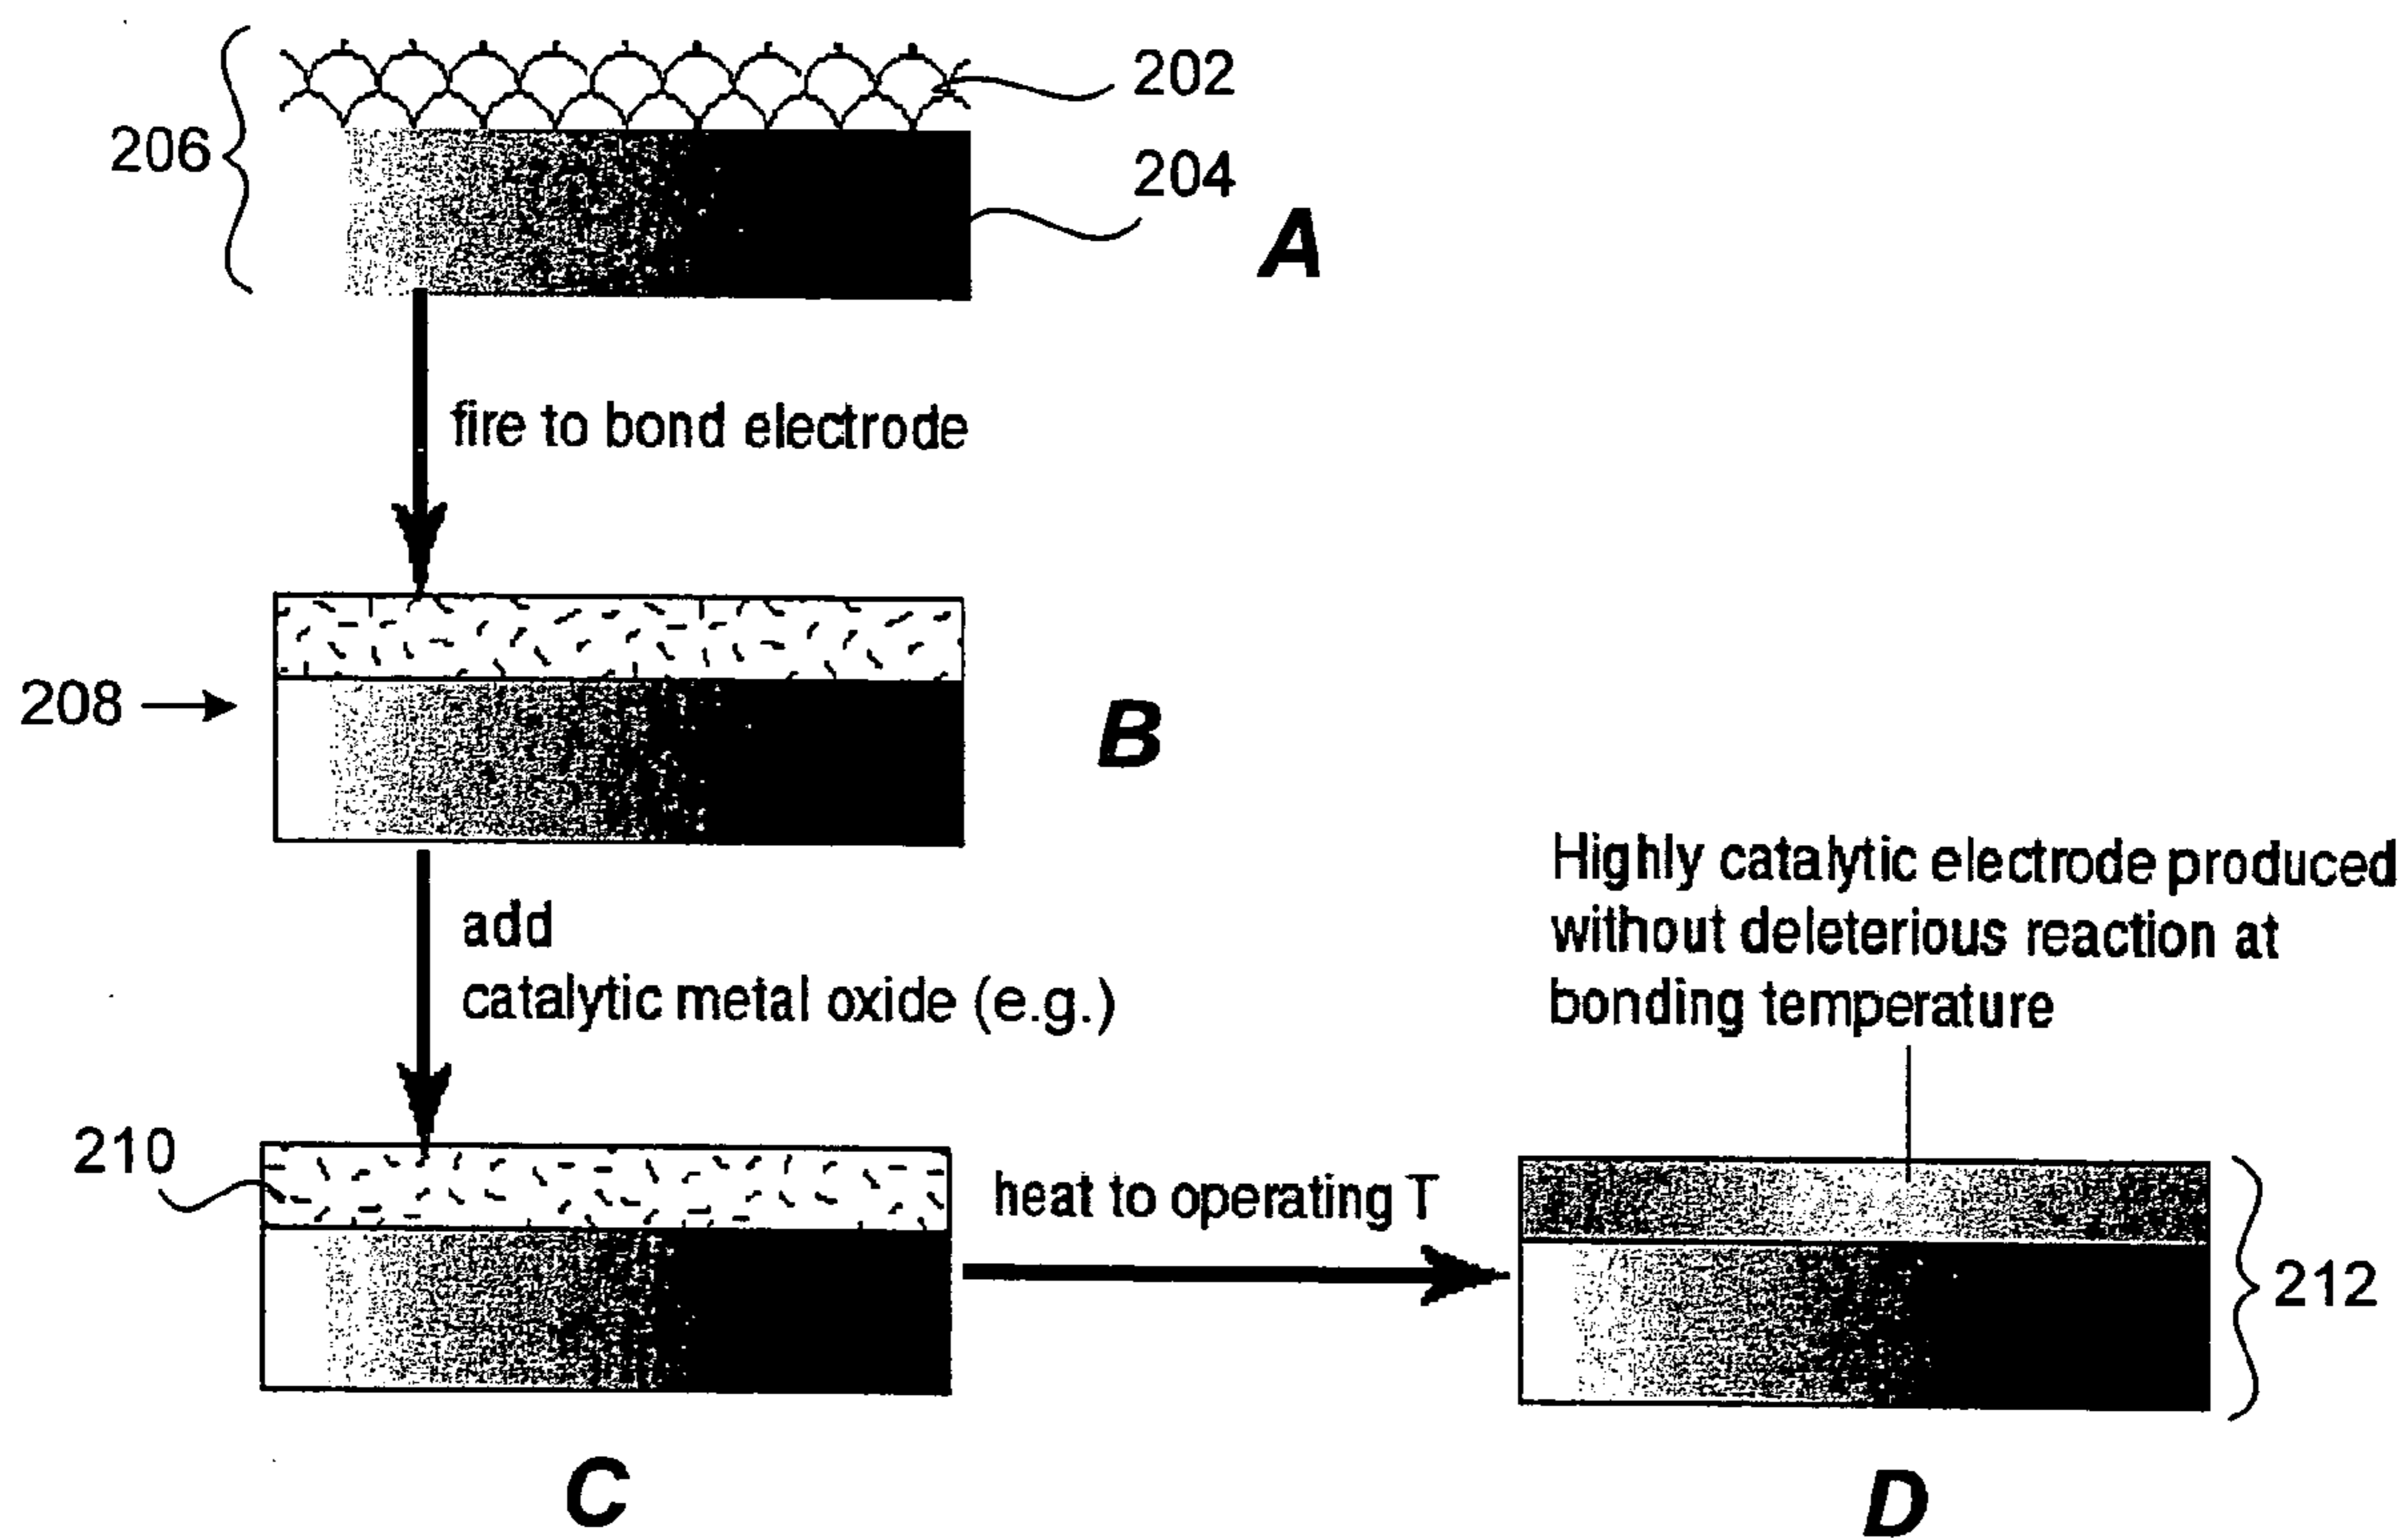 202
206
204
A
fire to bond electrode
208
B
add
catalytic metal oxide (e.g.)
Highly catalytic electrode produced
without deleterious reaction at
bonding temperature
210
heat to operating T
212
C
D